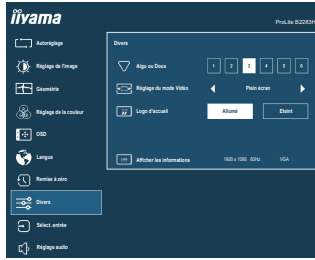 iiyama
ProLite B2283H
Autoréglage
Réglage de l'image
Géométrie
Réglage de la couleur
OSD
Langue
Remise à zéro
Divers
Sélect. entrée
Réglage audio
Divers
Aigu ou Doux
1 2 3 4 5 6
Réglage du mode Vidéo
Plein écran
Logo d'accueil
Allumé
Eteint
Afficher les Informations
1920 x 1080 60Hz VGA